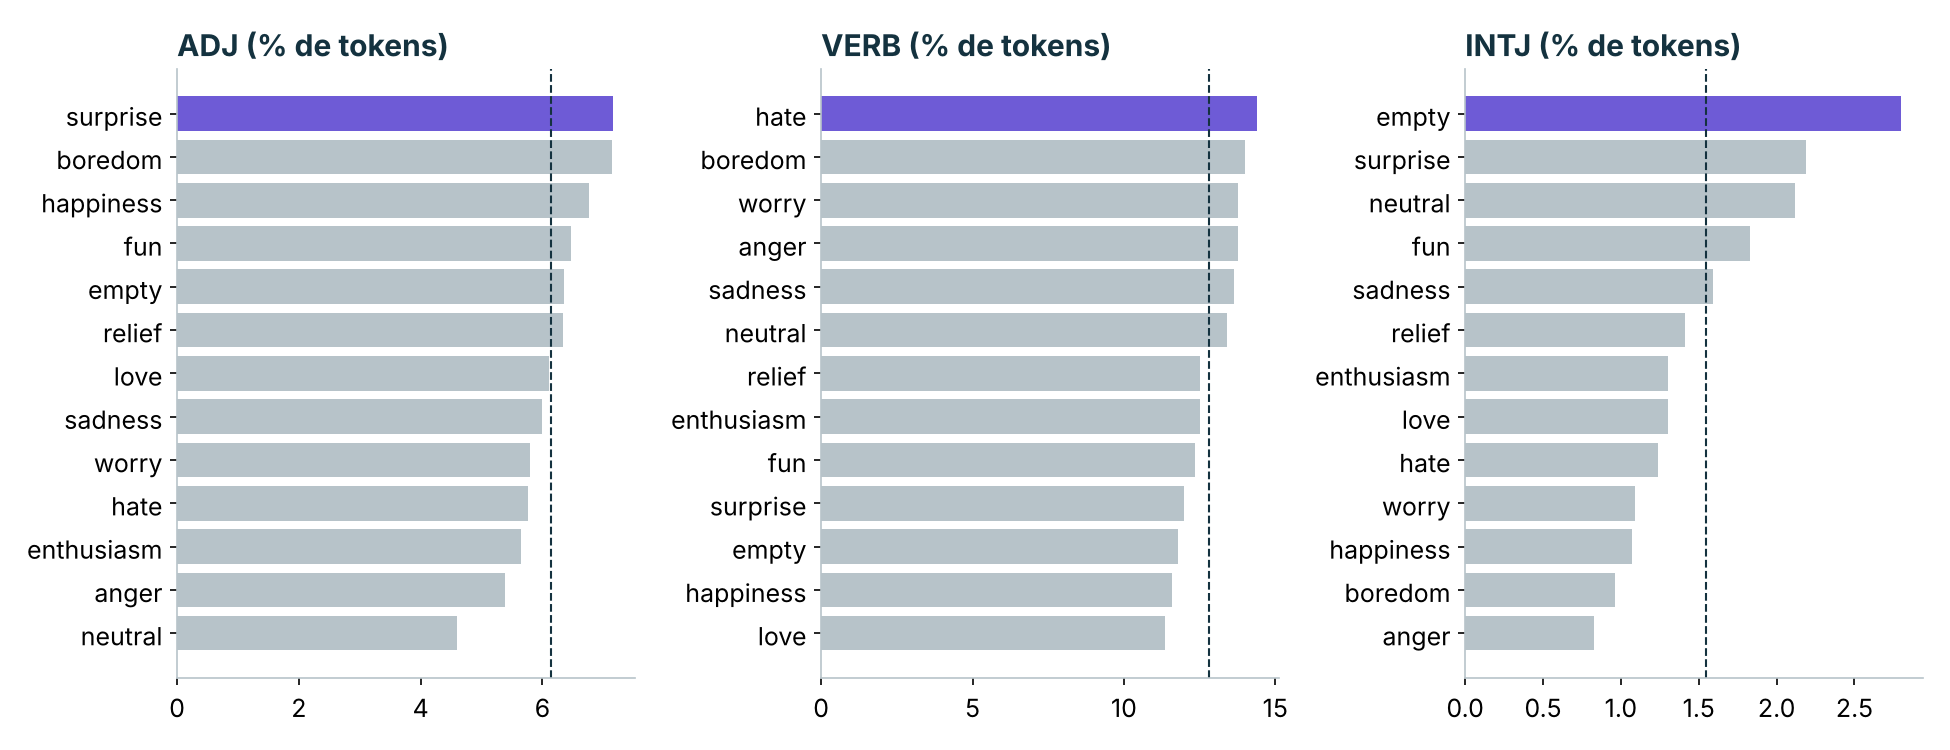 ADJ (% de tokens)
surprise
boredom
happiness
fun
empty
relief
love
sadness
worry
hate
enthusiasm
anger
neutral
0 2 4 6
VERB (% de tokens)
hate
boredom
worry
anger
sadness
neutral
relief
enthusiasm
fun
surprise
empty
happiness
love
0 5 10 15
INTJ (% de tokens)
empty
surprise
neutral
fun
sadness
relief
enthusiasm
love
hate
worry
happiness
boredom
anger
0.0 0.5 1.0 1.5 2.0 2.5